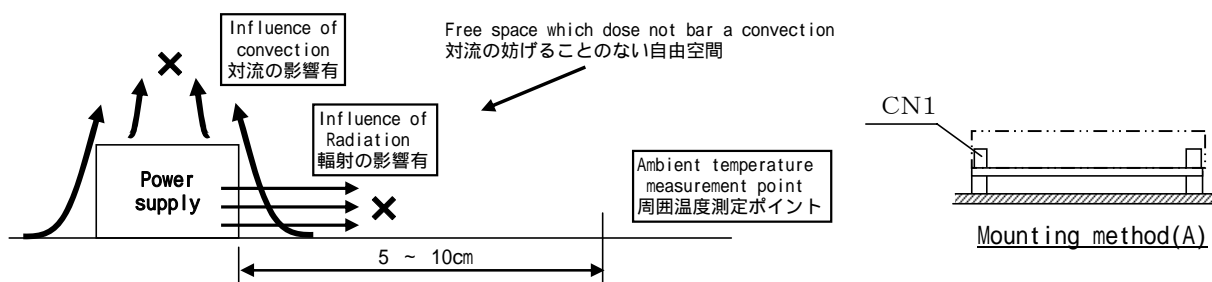 Influence of
convection
対流の影響有
Free space which dose not bar a convection
対流の妨げることのない自由空間
Influence of
Radiation
輻射の影響有
Power
supply
Ambient temperature
measurement point
周囲温度測定ポイント
5 ~ 10cm
CN1
Mounting method(A)